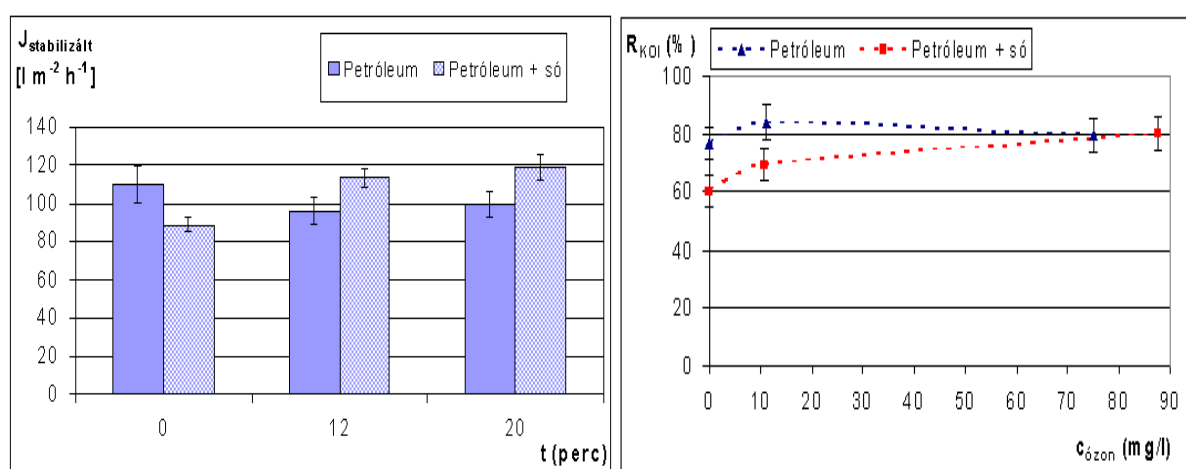 J stabilizált
[l m⁻² h⁻¹]
Petróleum Petróleum + só
140
120
100
80
60
40
20
0
0 12 20
t (perc)
R KOI (% )
Petróleum Petróleum + só
100
80
60
40
20
0
0 10 20 30 40 50 60 70 80 90
c ózon (mg/l)